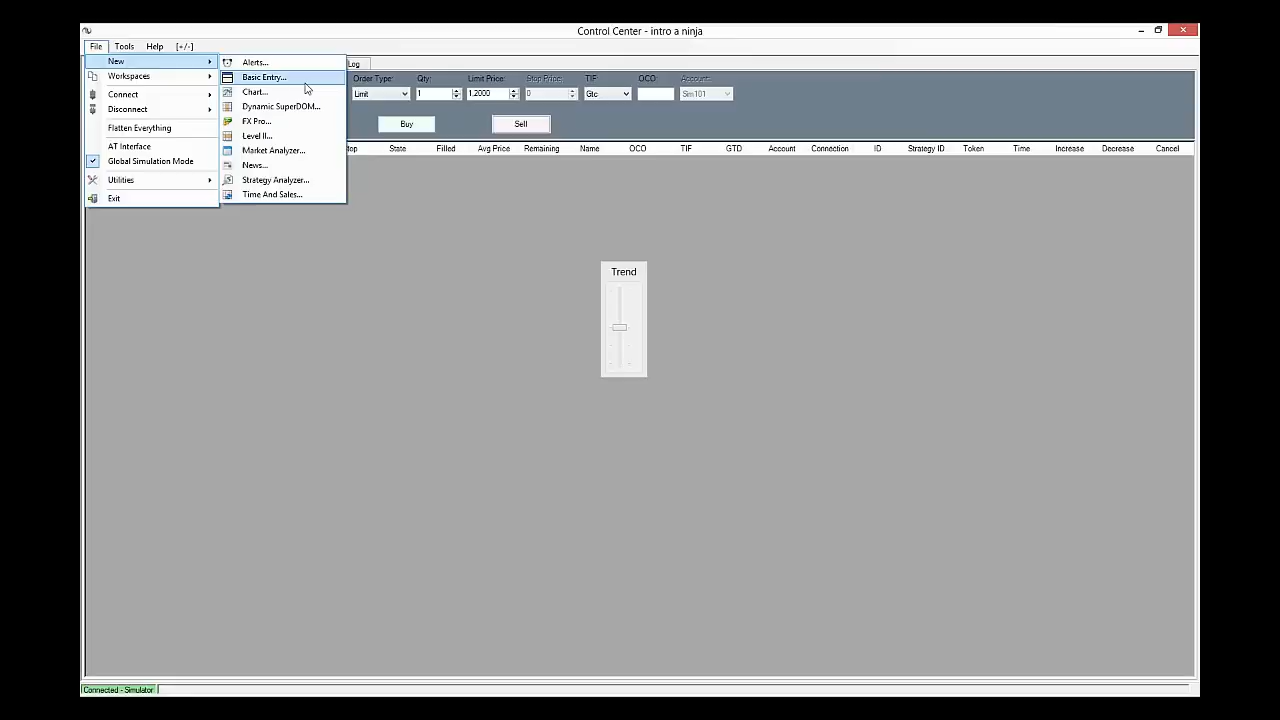 Control Center - intro a ninja
File Tools Help [+/-]
New
Workspaces
Connect
Disconnect
Flatten Everything
AT Interface
Global Simulation Mode
Utilities
Exit
Alerts...
Basic Entry...
Chart...
Dynamic SuperDOM...
FX Pro...
Level II...
Market Analyzer...
News...
Strategy Analyzer...
Time And Sales...
Log
Order Type: Qty: Limit Price: Stop Price: TIF: OCO: Account:
Limit 1 1.2000 0 Gtc Sim101
Buy Sell
State Filled Avg Price Remaining Name OCO TIF GTD Account Connection ID Strategy ID Token Time Increase Decrease Cancel
Trend
Connected - Simulator